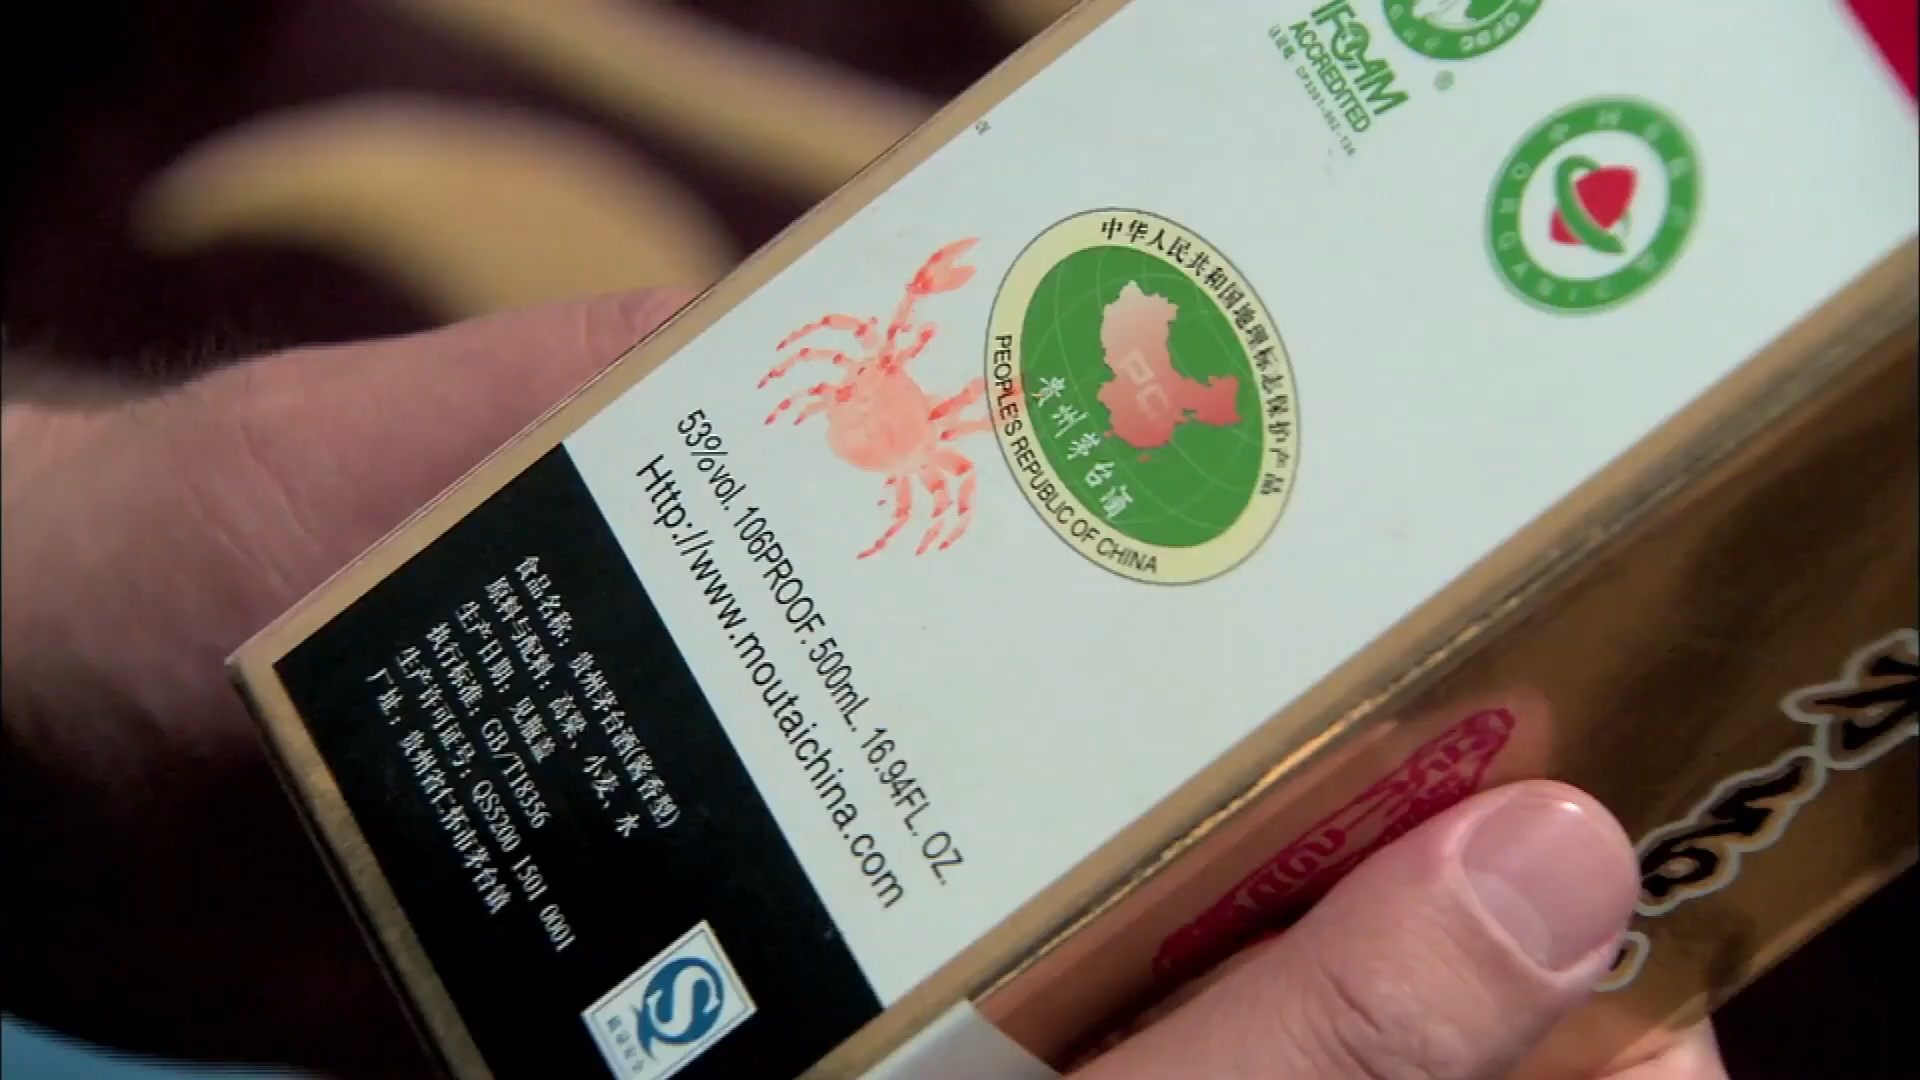 IFOAM
ACCREDITED
ORGANIC
中华人民共和国地理标志保护产品
PC
贵州茅台酒
PEOPLE'S REPUBLIC OF CHINA
53%vol. 106PROOF. 500mL. 16.94FL. OZ.
Http://www.moutaichina.com
食品名称：贵州茅台酒(酱香型)
原料与配料：高粱、小麦、水
生产日期：见瓶盖
执行标准：GB/T18356
生产许可证号：QS5200 1501 0001
厂址：贵州省仁怀市茅台镇